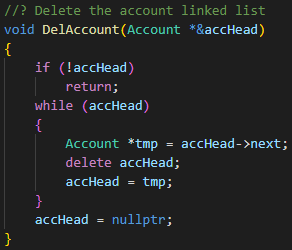 //? Delete the account linked list
void DelAccount(Account *&accHead)
{
    if (!accHead)
        return;
    while (accHead)
    {
        Account *tmp = accHead->next;
        delete accHead;
        accHead = tmp;
    }
    accHead = nullptr;
}